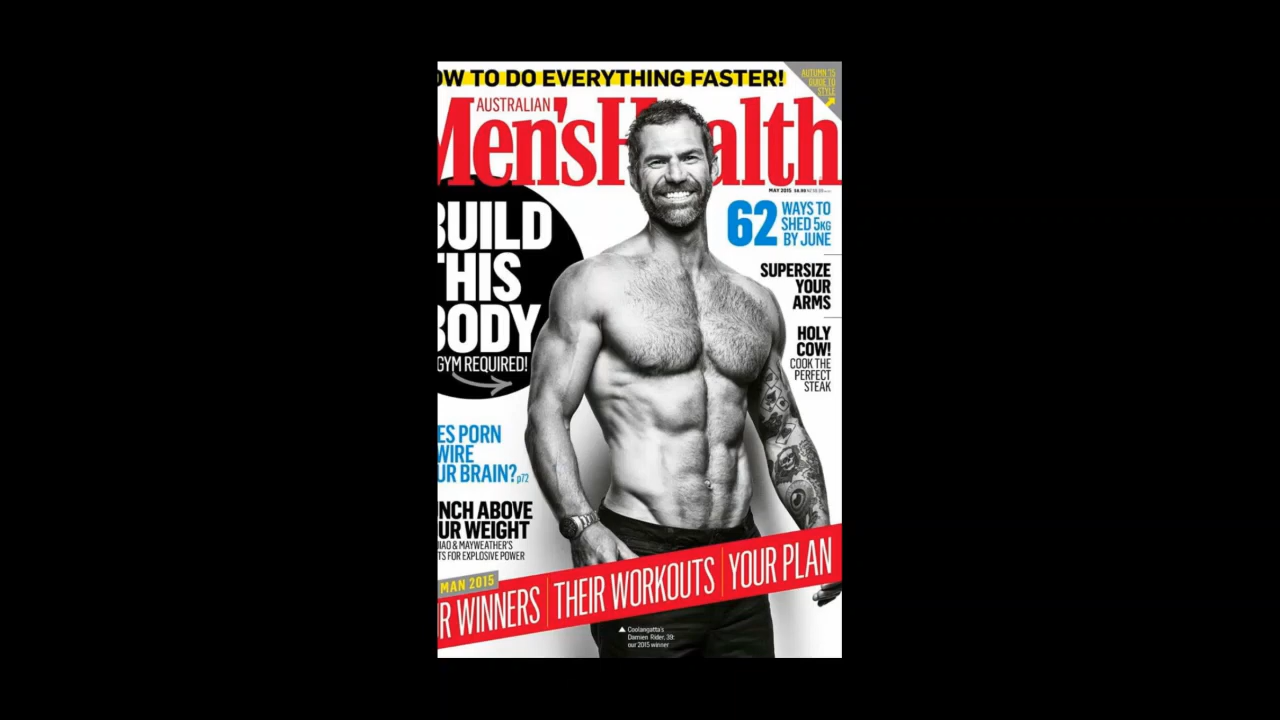 OW TO DO EVERYTHING FASTER!
AUTUMN '15
GUIDE TO
STYLE
AUSTRALIAN
Men's Health
MAY 2015
BUILD
THIS
BODY
GYM REQUIRED!
62 WAYS TO
SHED 5KG
BY JUNE
SUPERSIZE
YOUR
ARMS
HOLY
COW!
COOK THE
PERFECT
STEAK
ES PORN
WIRE
UR BRAIN? p72
NCH ABOVE
UR WEIGHT
IAO & MAYWEATHER'S
TS FOR EXPLOSIVE POWER
MAN 2015
R WINNERS | THEIR WORKOUTS | YOUR PLAN
Coolangatta's
Damien Rider, 39:
our 2015 winner